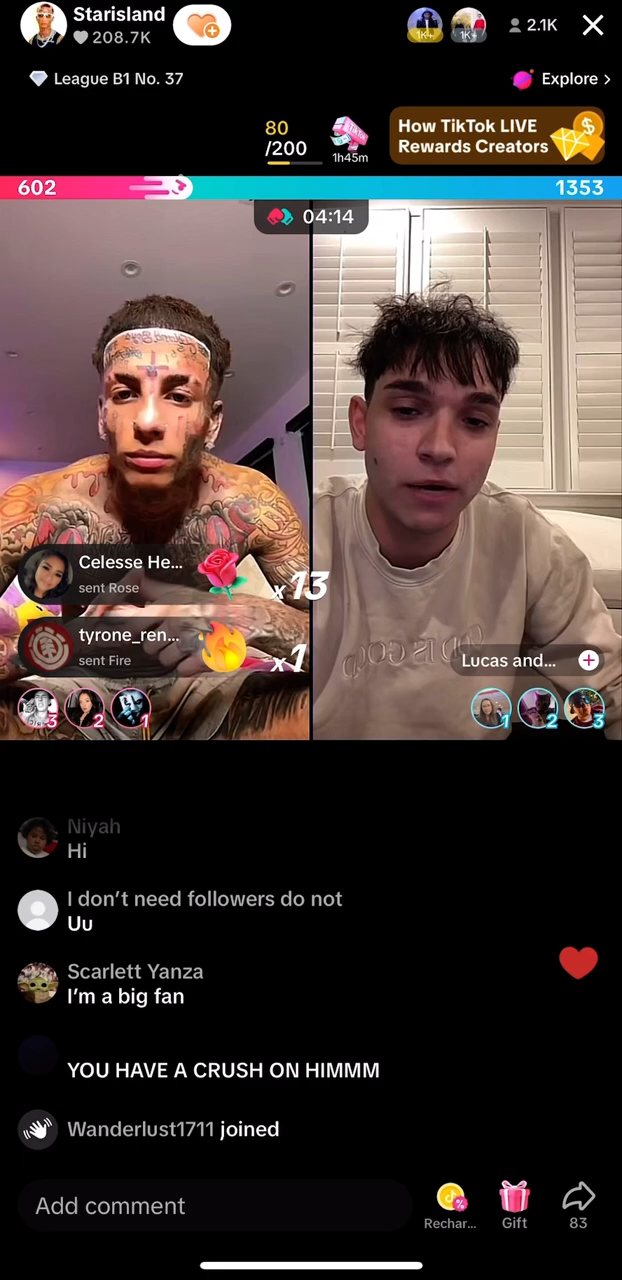 Starisland
208.7K
1K+
1K+
2.1K
League B1 No. 37
Explore >
80
/200
1h45m
How TikTok LIVE
Rewards Creators
602
1353
04:14
Celesse He...
sent Rose
x13
tyrone_ren...
sent Fire
x1
GOD IS GOOD
Lucas and...
3
2
1
1
2
3
Niyah
Hi
I don’t need followers do not
Uu
Scarlett Yanza
I’m a big fan
YOU HAVE A CRUSH ON HIMMM
Wanderlust1711 joined
Add comment
Rechar...
Gift
83